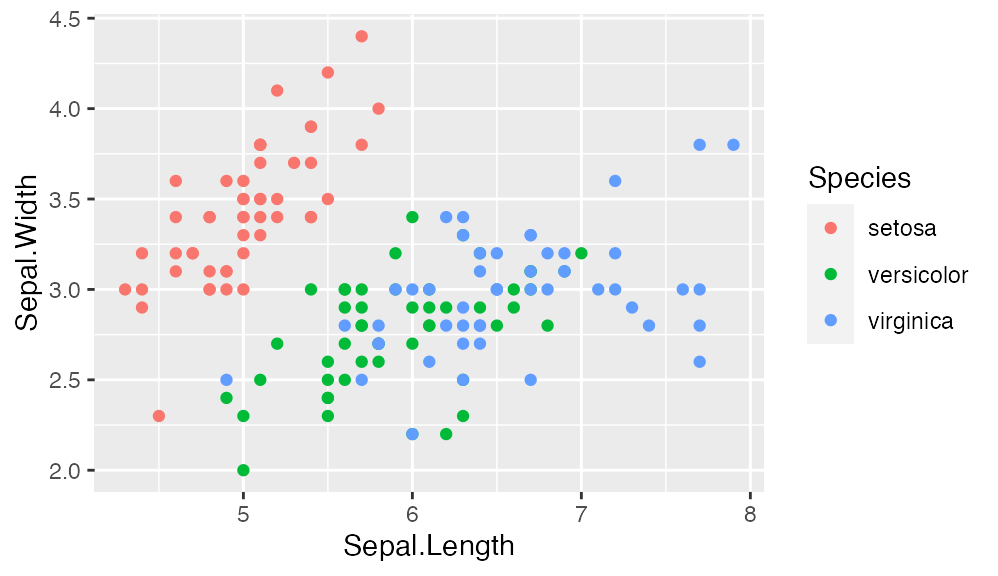 4.5
4.0
3.5
3.0
2.5
2.0
Sepal.Width
5 6 7 8
Sepal.Length
Species
setosa
versicolor
virginica